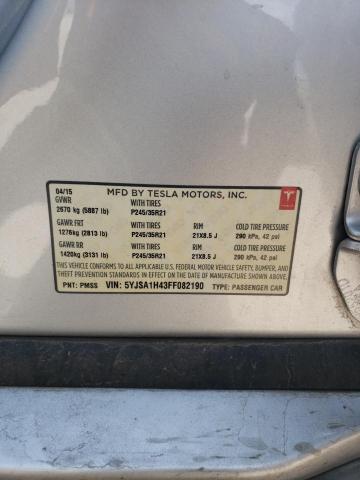 04/15 MFD BY TESLA MOTORS, INC.
GVWR WITH TIRES
2670 kg (5887 lb) P245/35R21
GAWR FRT WITH TIRES RIM COLD TIRE PRESSURE
1276kg (2813 lb) P245/35R21 21X8.5 J 290 kPa, 42 psi
GAWR RR WITH TIRES RIM COLD TIRE PRESSURE
1420kg (3131 lb) P245/35R21 21X8.5 J 290 kPa, 42 psi
THIS VEHICLE CONFORMS TO ALL APPLICABLE U.S. FEDERAL MOTOR VEHICLE SAFETY, BUMPER, AND
THEFT PREVENTION STANDARDS IN EFFECT ON THE DATE OF MANUFACTURE SHOWN ABOVE.
PNT: PMSS VIN: 5YJSA1H43FF082190 TYPE: PASSENGER CAR